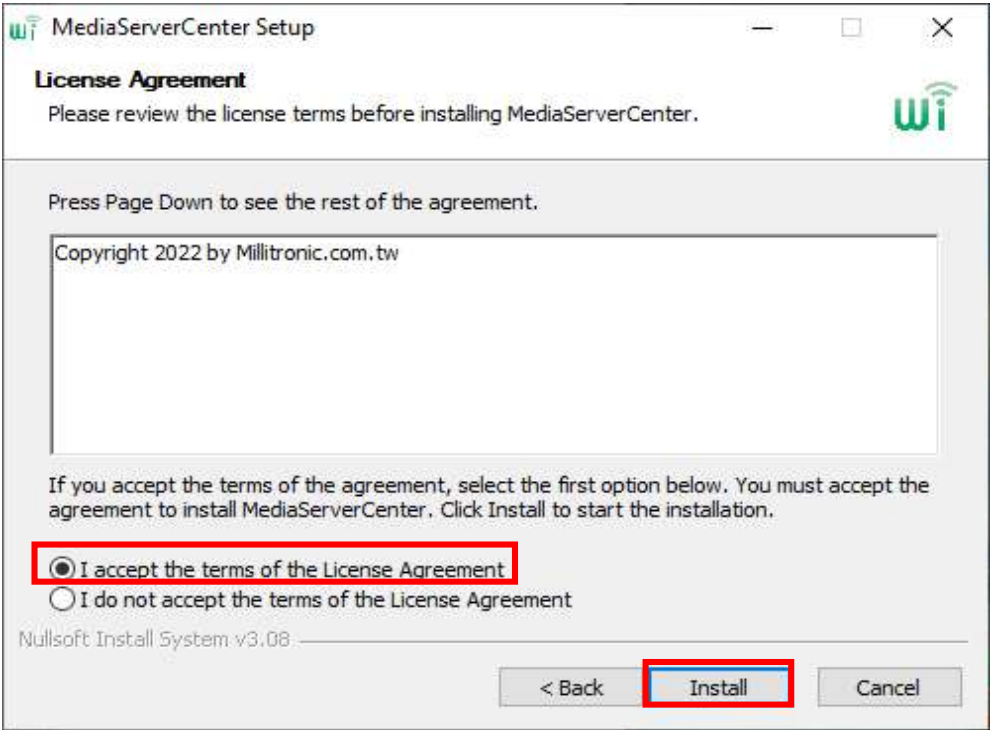 MediaServerCenter Setup
License Agreement
Please review the license terms before installing MediaServerCenter.
wi
Press Page Down to see the rest of the agreement.
Copyright 2022 by Millitronic.com.tw
If you accept the terms of the agreement, select the first option below. You must accept the
agreement to install MediaServerCenter. Click Install to start the installation.
I accept the terms of the License Agreement
I do not accept the terms of the License Agreement
Nullsoft Install System v3.08
< Back
Install
Cancel